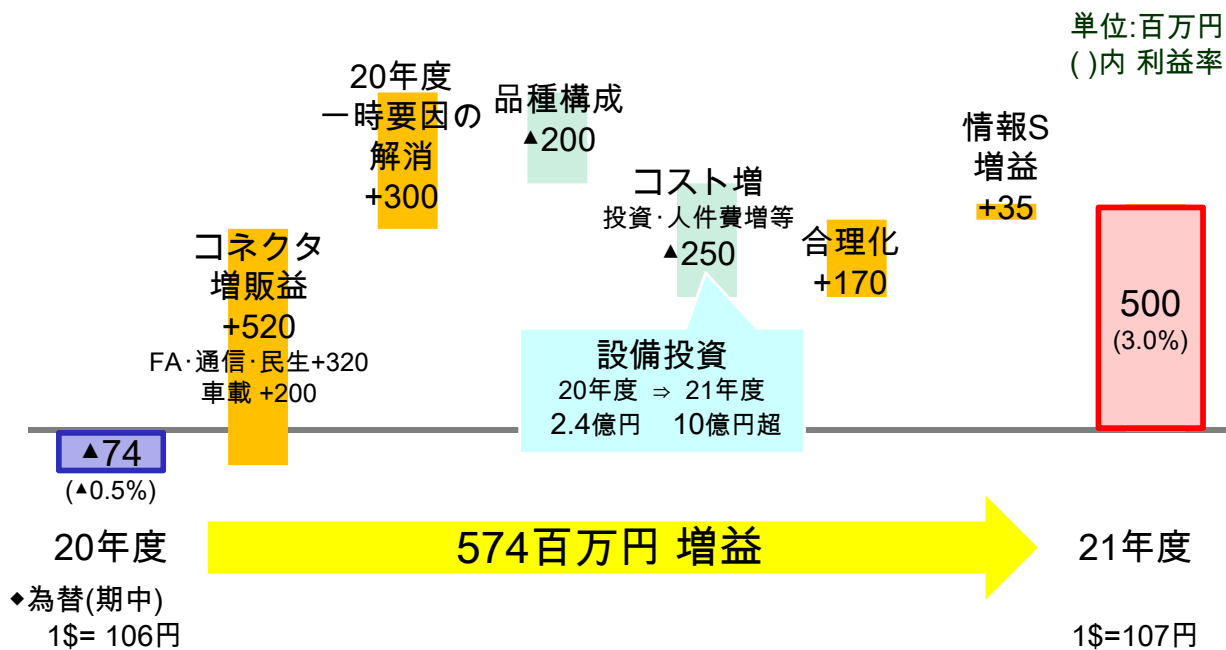 単位:百万円
( )内 利益率
20年度
一時要因の
解消
+300
品種構成
▲200
情報S
増益
+35
コスト増
投資･人件費増等
▲250
コネクタ
増販益
+520
FA･通信･民生+320
車載 +200
合理化
+170
500
(3.0%)
設備投資
20年度 ⇒ 21年度
2.4億円 10億円超
▲74
(▲0.5%)
20年度
574百万円 増益
21年度
◆為替(期中)
1$= 106円
1$=107円